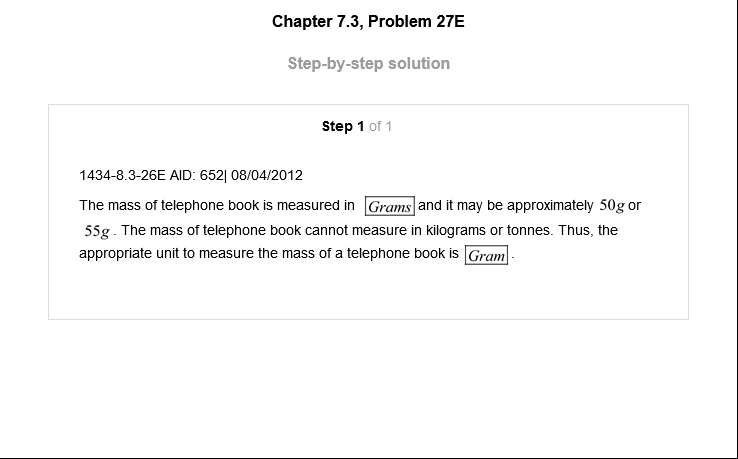 Chapter 7.3, Problem 27E
Step-by-step solution
Step 1 of 1
1434-8.3-26E AID: 652| 08/04/2012
The mass of telephone book is measured in Grams and it may be approximately 50g or
55g . The mass of telephone book cannot measure in kilograms or tonnes. Thus, the
appropriate unit to measure the mass of a telephone book is Gram .